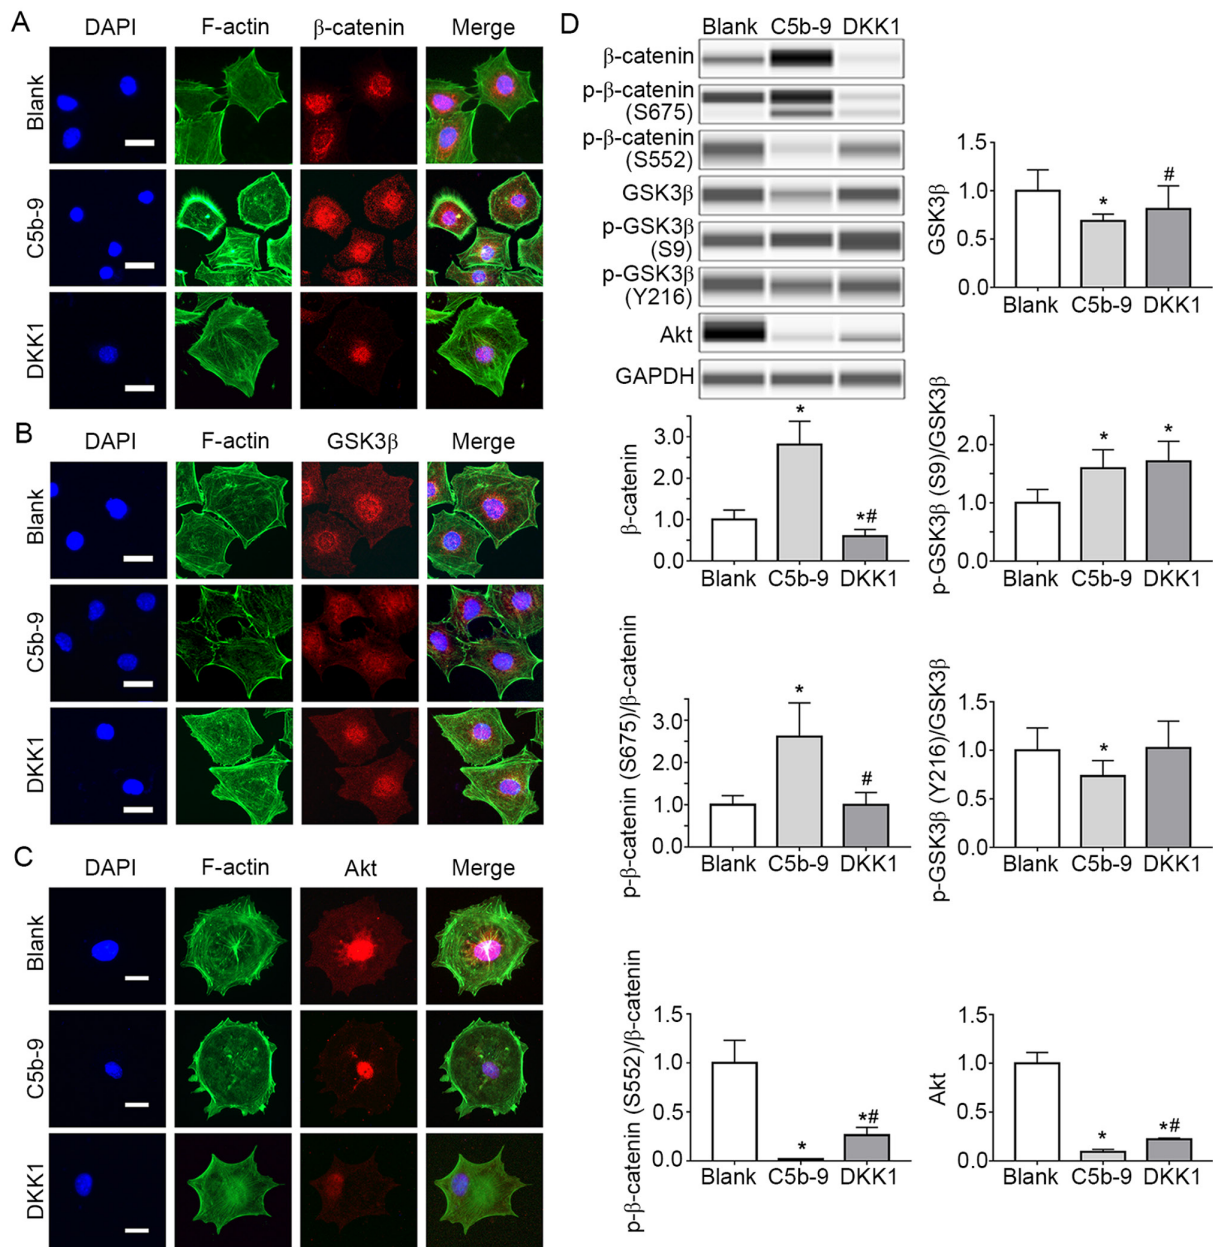 A
DAPI F-actin β-catenin Merge
Blank
C5b-9
DKK1
B
DAPI F-actin GSK3β Merge
Blank
C5b-9
DKK1
C
DAPI F-actin Akt Merge
Blank
C5b-9
DKK1
D
Blank C5b-9 DKK1
β-catenin
p-β-catenin
(S675)
p-β-catenin
(S552)
GSK3β
p-GSK3β
(S9)
p-GSK3β
(Y216)
Akt
GAPDH
GSK3β
1.5
1.0
0.5
0.0
*
#
Blank C5b-9 DKK1
β-catenin
3.0
2.0
1.0
0.0
*
*#
Blank C5b-9 DKK1
p-GSK3β (S9)/GSK3β
2.5
2.0
1.5
1.0
0.5
0.0
*
*
Blank C5b-9 DKK1
p-β-catenin (S675)/β-catenin
3.0
2.0
1.0
0.0
*
#
Blank C5b-9 DKK1
p-GSK3β (Y216)/GSK3β
1.5
1.0
0.5
0.0
*
Blank C5b-9 DKK1
p-β-catenin (S552)/β-catenin
1.5
1.0
0.5
0.0
*
*#
Blank C5b-9 DKK1
Akt
1.5
1.0
0.5
0.0
*
*#
Blank C5b-9 DKK1